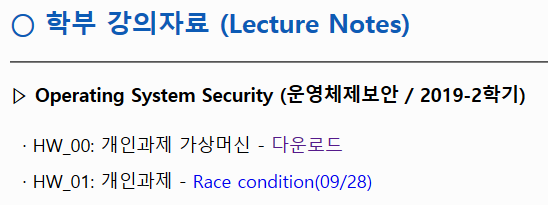 ○ 학부 강의자료 (Lecture Notes)
▷ Operating System Security (운영체제보안 / 2019-2학기)
· HW_00: 개인과제 가상머신 - 다운로드
· HW_01: 개인과제 - Race condition(09/28)